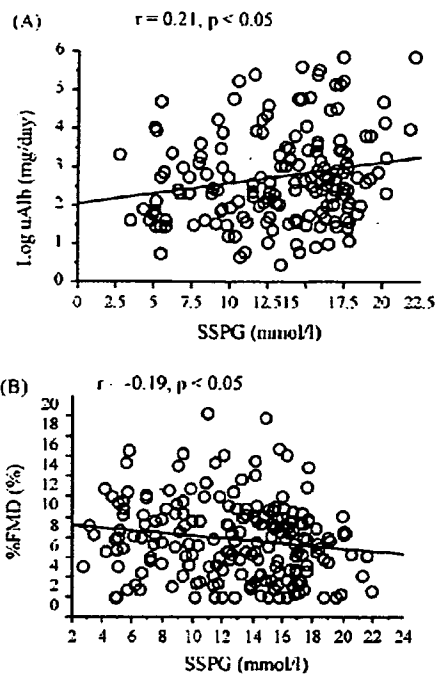 (A)
r = 0.21, p < 0.05
6
5
4
3
2
1
0
Log uAlb (mg/dny)
0 2.5 5 7.5 10 12.515 17.5 20 22.5
SSPG (mmol/l)
(B)
r - -0.19, p < 0.05
20
18
16
14
12
10
8
6
4
2
0
%FMD (%)
2 4 6 8 10 12 14 16 18 20 22 24
SSPG (mmol/l)